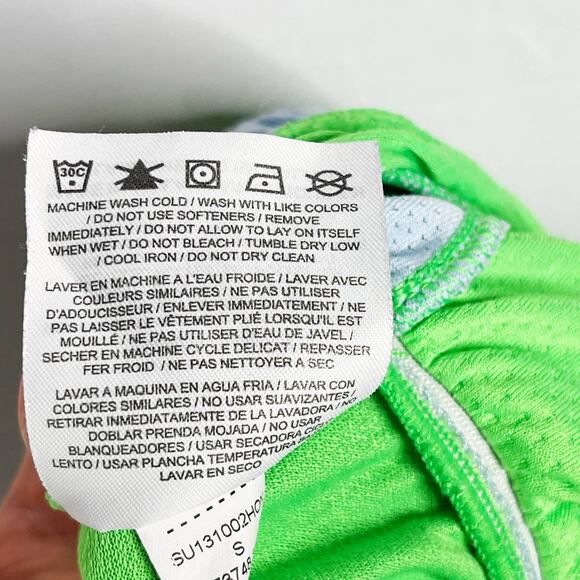 30C
MACHINE WASH COLD / WASH WITH LIKE COLORS
/ DO NOT USE SOFTENERS / REMOVE
IMMEDIATELY / DO NOT ALLOW TO LAY ON ITSELF
WHEN WET / DO NOT BLEACH / TUMBLE DRY LOW
/ COOL IRON / DO NOT DRY CLEAN
LAVER EN MACHINE A L'EAU FROIDE / LAVER AVEC
COULEURS SIMILAIRES / NE PAS UTILISER
D'ADOUCISSEUR / ENLEVER IMMEDIATEMENT / NE
PAS LAISSER LE VÊTEMENT PLIÉ LORSQU'IL EST
MOUILLÉ / NE PAS UTILISER D'EAU DE JAVEL /
SECHER EN MACHINE CYCLE DELICAT / REPASSER
FER FROID / NE PAS NETTOYER A SEC
LAVAR A MAQUINA EN AGUA FRIA / LAVAR CON
COLORES SIMILARES / NO USAR SUAVIZANTES /
RETIRAR IMMEDIATAMENTE DE LA LAVADORA / NO
DOBLAR PRENDA MOJADA / NO USAR
BLANQUEADORES / USAR SECADORA
LENTO / USAR PLANCHA TEMPERATURA
LAVAR EN SECO
SU131002HOM
S